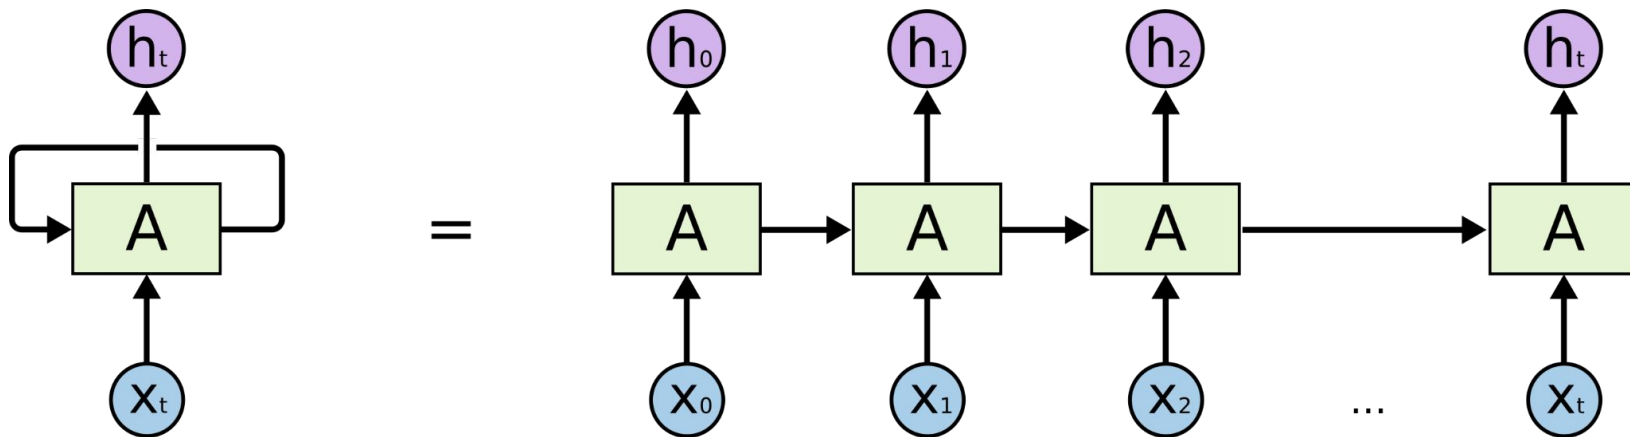 ht h0 h1 h2 ht
A = A A A A
xt x0 x1 x2 ... xt